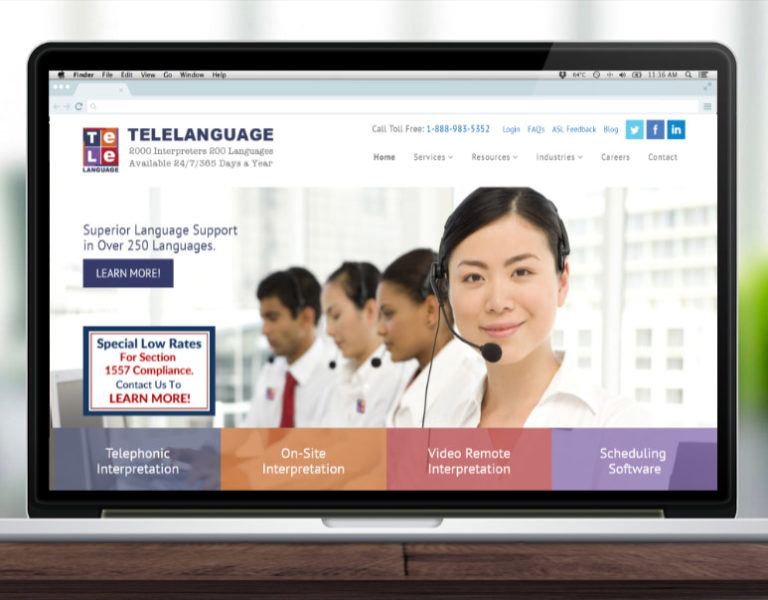 Finder File Edit View Go Window Help
64°C 11:36 AM
Te
Le
LANGUAGE
TELELANGUAGE
2000 Interpreters 200 Languages
Available 24/7/365 Days a Year
Call Toll Free: 1-888-983-5352 Login FAQs ASL Feedback Blog
f in
Home Services Resources Industries Careers Contact
Superior Language Support
in Over 250 Languages.
LEARN MORE!
Special Low Rates
For Section
1557 Compliance.
Contact Us To
LEARN MORE!
Telephonic
Interpretation
On-Site
Interpretation
Video Remote
Interpretation
Scheduling
Software